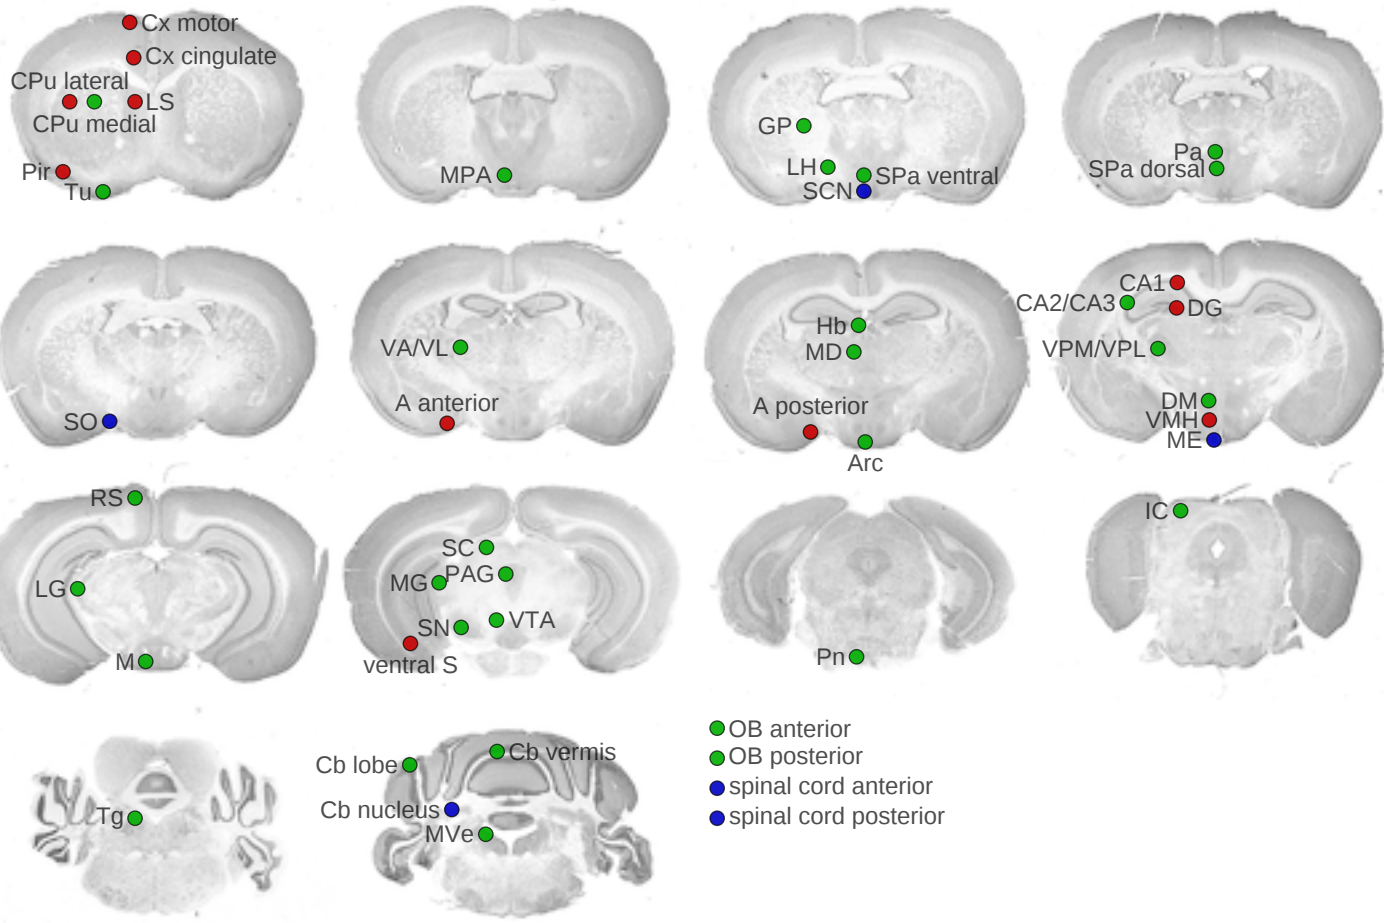 Cx motor
Cx cingulate
CPu lateral
LS
CPu medial
Pir
Tu
MPA
GP
LH
SPa ventral
SCN
Pa
SPa dorsal
SO
VA/VL
A anterior
Hb
MD
A posterior
Arc
CA1
CA2/CA3
DG
VPM/VPL
DM
VMH
ME
RS
LG
M
SC
MG
PAG
SN
VTA
ventral S
Pn
IC
Tg
Cb lobe
Cb vermis
Cb nucleus
MVe
OB anterior
OB posterior
spinal cord anterior
spinal cord posterior